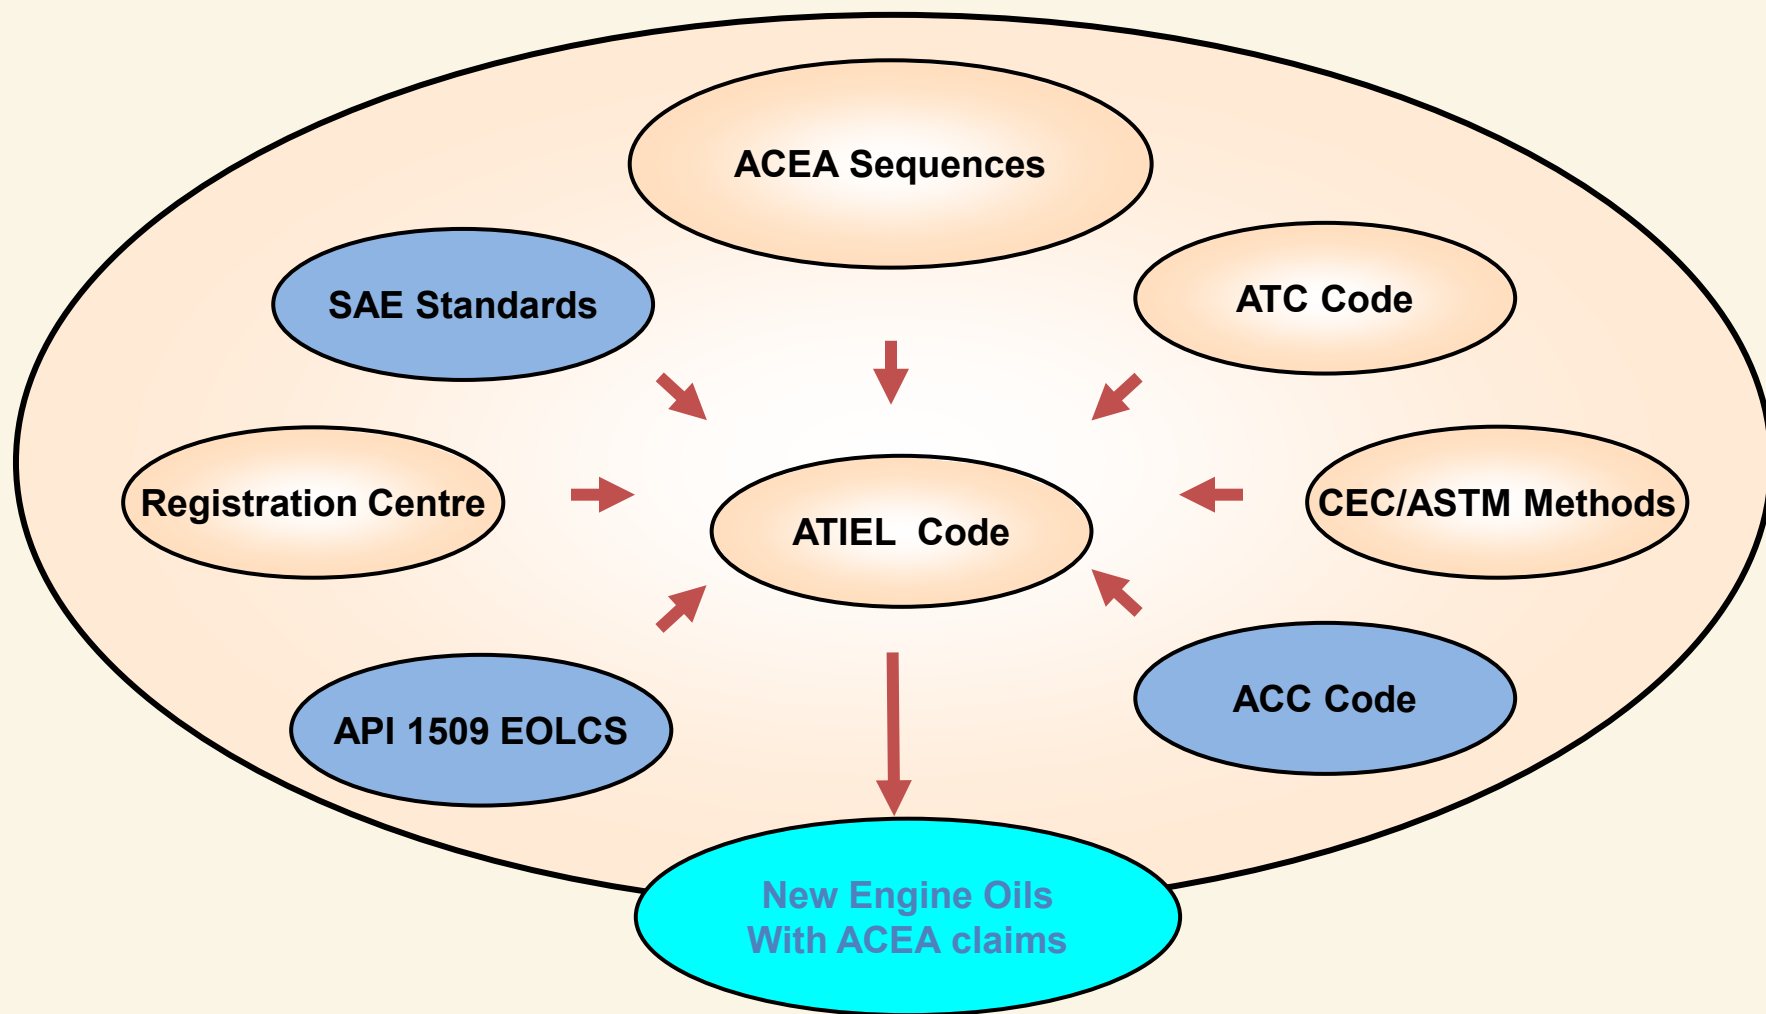 ACEA Sequences
SAE Standards
ATC Code
Registration Centre
CEC/ASTM Methods
ATIEL  Code
API 1509 EOLCS
ACC Code
New Engine Oils
With ACEA claims